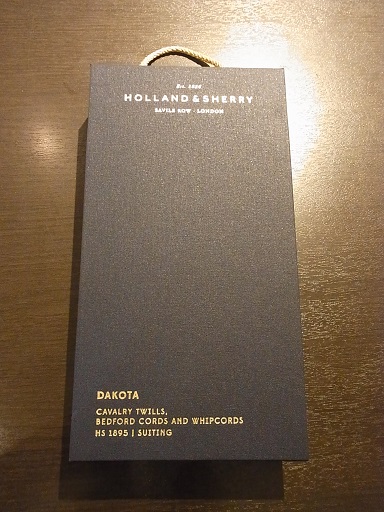 Est. 1836
HOLLAND & SHERRY
SAVILE ROW · LONDON
DAKOTA
CAVALRY TWILLS,
BEDFORD CORDS AND WHIPCORDS
HS 1895 | SUITING